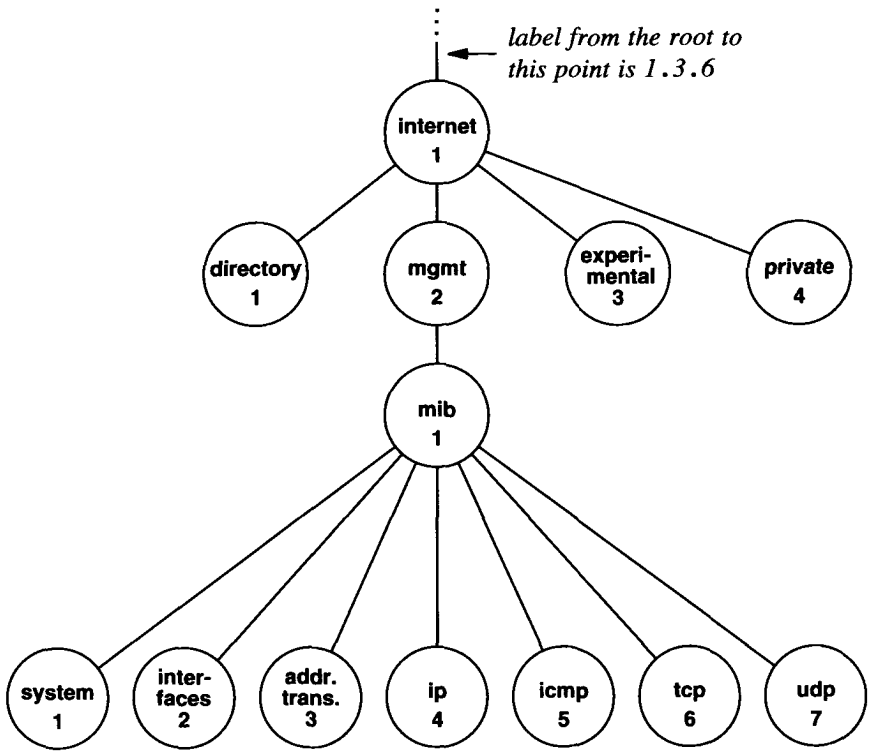 label from the root to
this point is 1.3.6
internet
1
directory
1
mgmt
2
experi-
mental
3
private
4
mib
1
system
1
inter-
faces
2
addr.
trans.
3
ip
4
icmp
5
tcp
6
udp
7